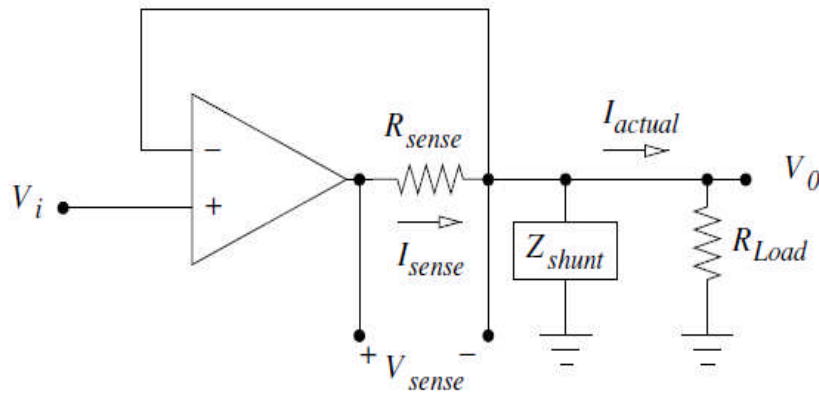 R_sense
I_actual
V_0
−
V_i
+
I_sense
Z_shunt
R_Load
+ V_sense −